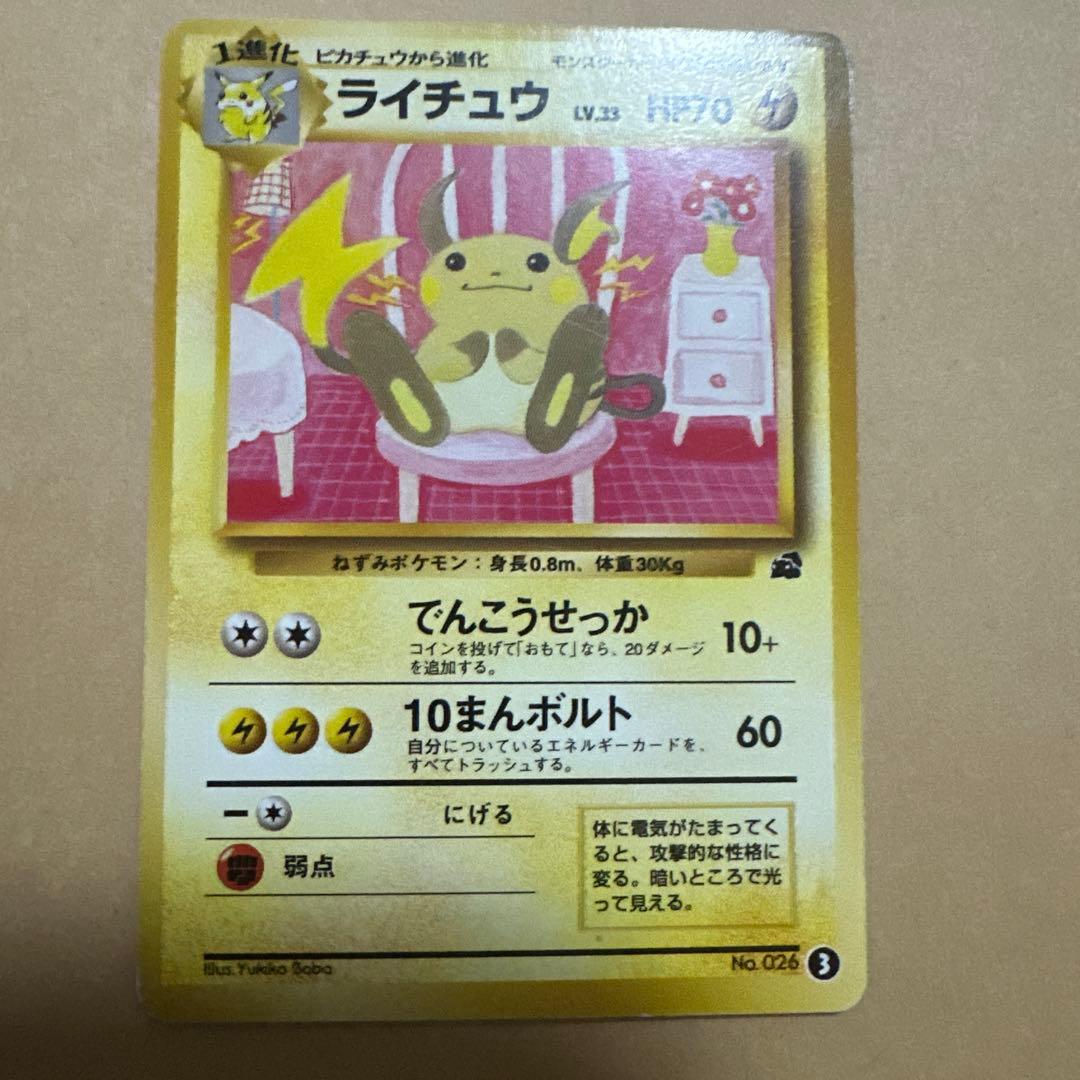 1進化 ピカチュウから進化
ライチュウ LV.33 HP70
ねずみポケモン：身長0.8m、体重30Kg
でんこうせっか 10+
コインを投げて「おもて」なら、20ダメージ
を追加する。
10まんボルト 60
自分についているエネルギーカードを、
すべてトラッシュする。
にげる
弱点
体に電気がたまってく
ると、攻撃的な性格に
変る。暗いところで光
って見える。
Illus. Yukiko Baba
No. 026 3